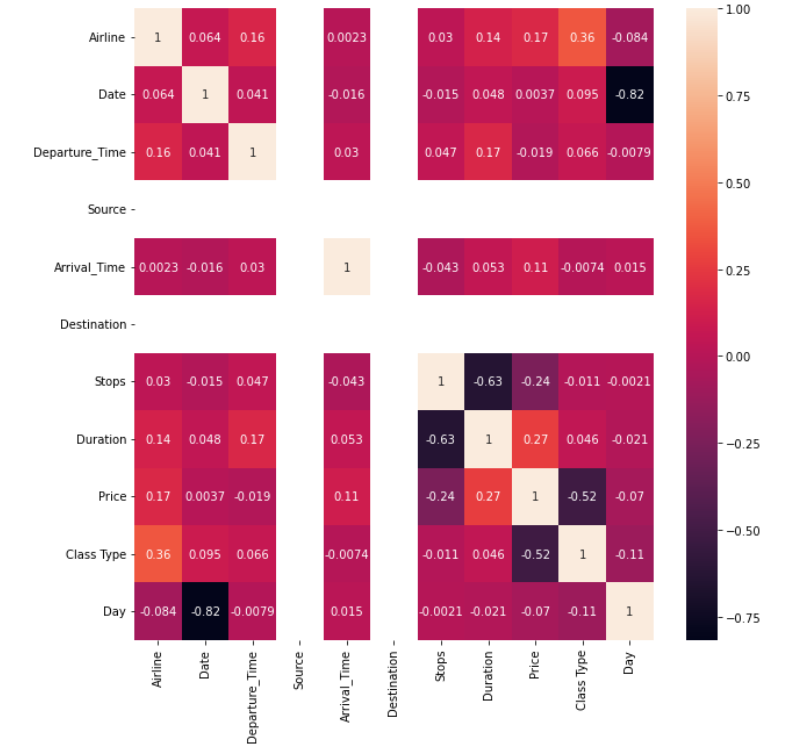 Airline 1 0.064 0.16 0.0023 0.03 0.14 0.17 0.36 -0.084
Date 0.064 1 0.041 -0.016 -0.015 0.048 0.0037 0.095 -0.82
Departure_Time 0.16 0.041 1 0.03 0.047 0.17 -0.019 0.066 -0.0079
Source
Arrival_Time 0.0023 -0.016 0.03 1 -0.043 0.053 0.11 -0.0074 0.015
Destination
Stops 0.03 -0.015 0.047 -0.043 1 -0.63 -0.24 -0.011 -0.0021
Duration 0.14 0.048 0.17 0.053 -0.63 1 0.27 0.046 -0.021
Price 0.17 0.0037 -0.019 0.11 -0.24 0.27 1 -0.52 -0.07
Class Type 0.36 0.095 0.066 -0.0074 -0.011 0.046 -0.52 1 -0.11
Day -0.084 -0.82 -0.0079 0.015 -0.0021 -0.021 -0.07 -0.11 1
Airline
Date
Departure_Time
Source
Arrival_Time
Destination
Stops
Duration
Price
Class Type
Day
1.00
0.75
0.50
0.25
0.00
−0.25
−0.50
−0.75